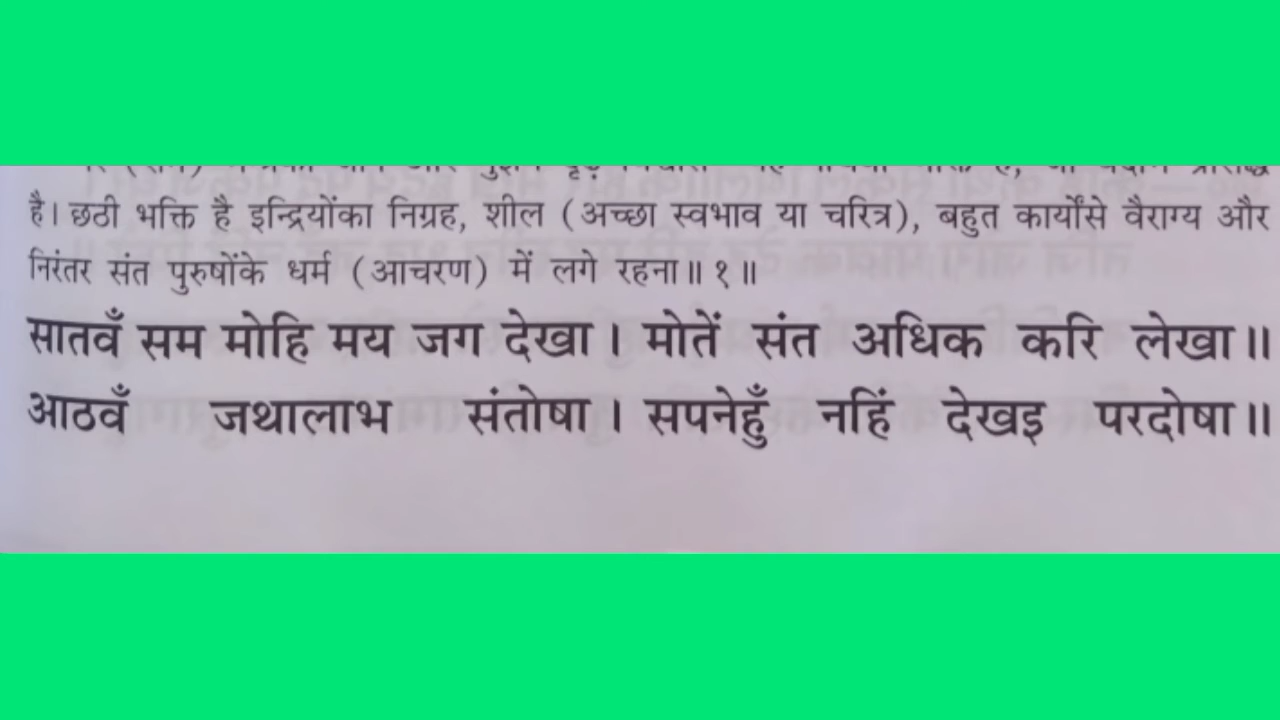 है। छठी भक्ति है इन्द्रियोंका निग्रह, शील (अच्छा स्वभाव या चरित्र), बहुत कार्योंसे वैराग्य और
निरंतर संत पुरुषोंके धर्म (आचरण) में लगे रहना॥ १॥
सातवँ सम मोहि मय जग देखा। मोतें संत अधिक करि लेखा॥
आठवँ जथालाभ संतोषा। सपनेहुँ नहिं देखइ परदोषा॥